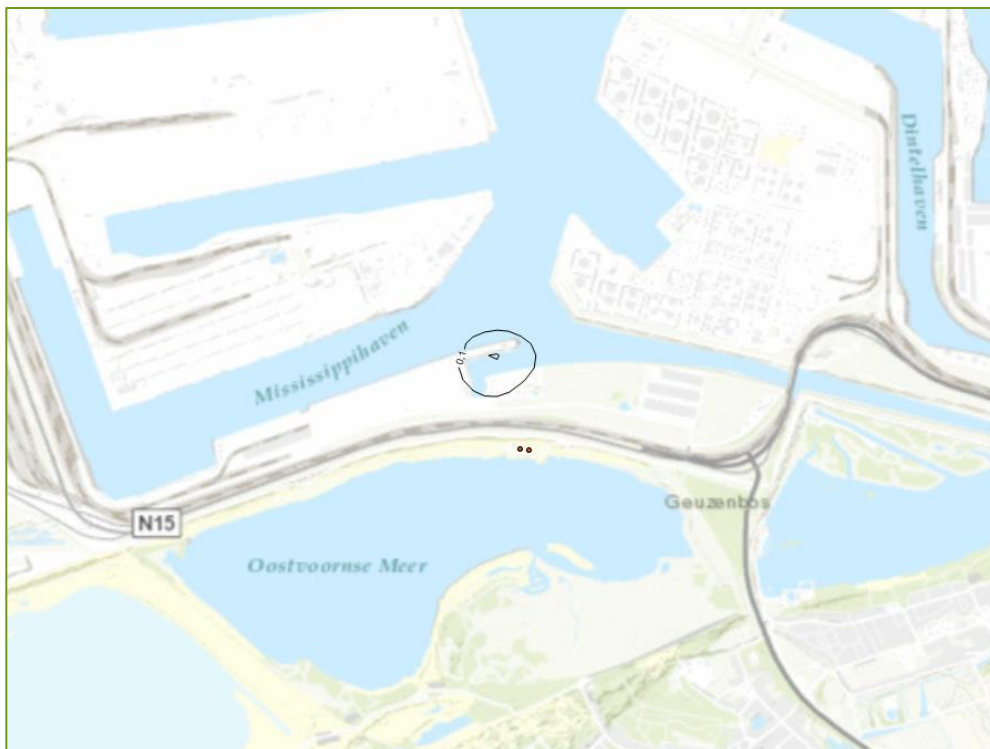 Dintelhaven
Mississippihaven
0,1
Geuzenbos
N15
Oostvoornse Meer